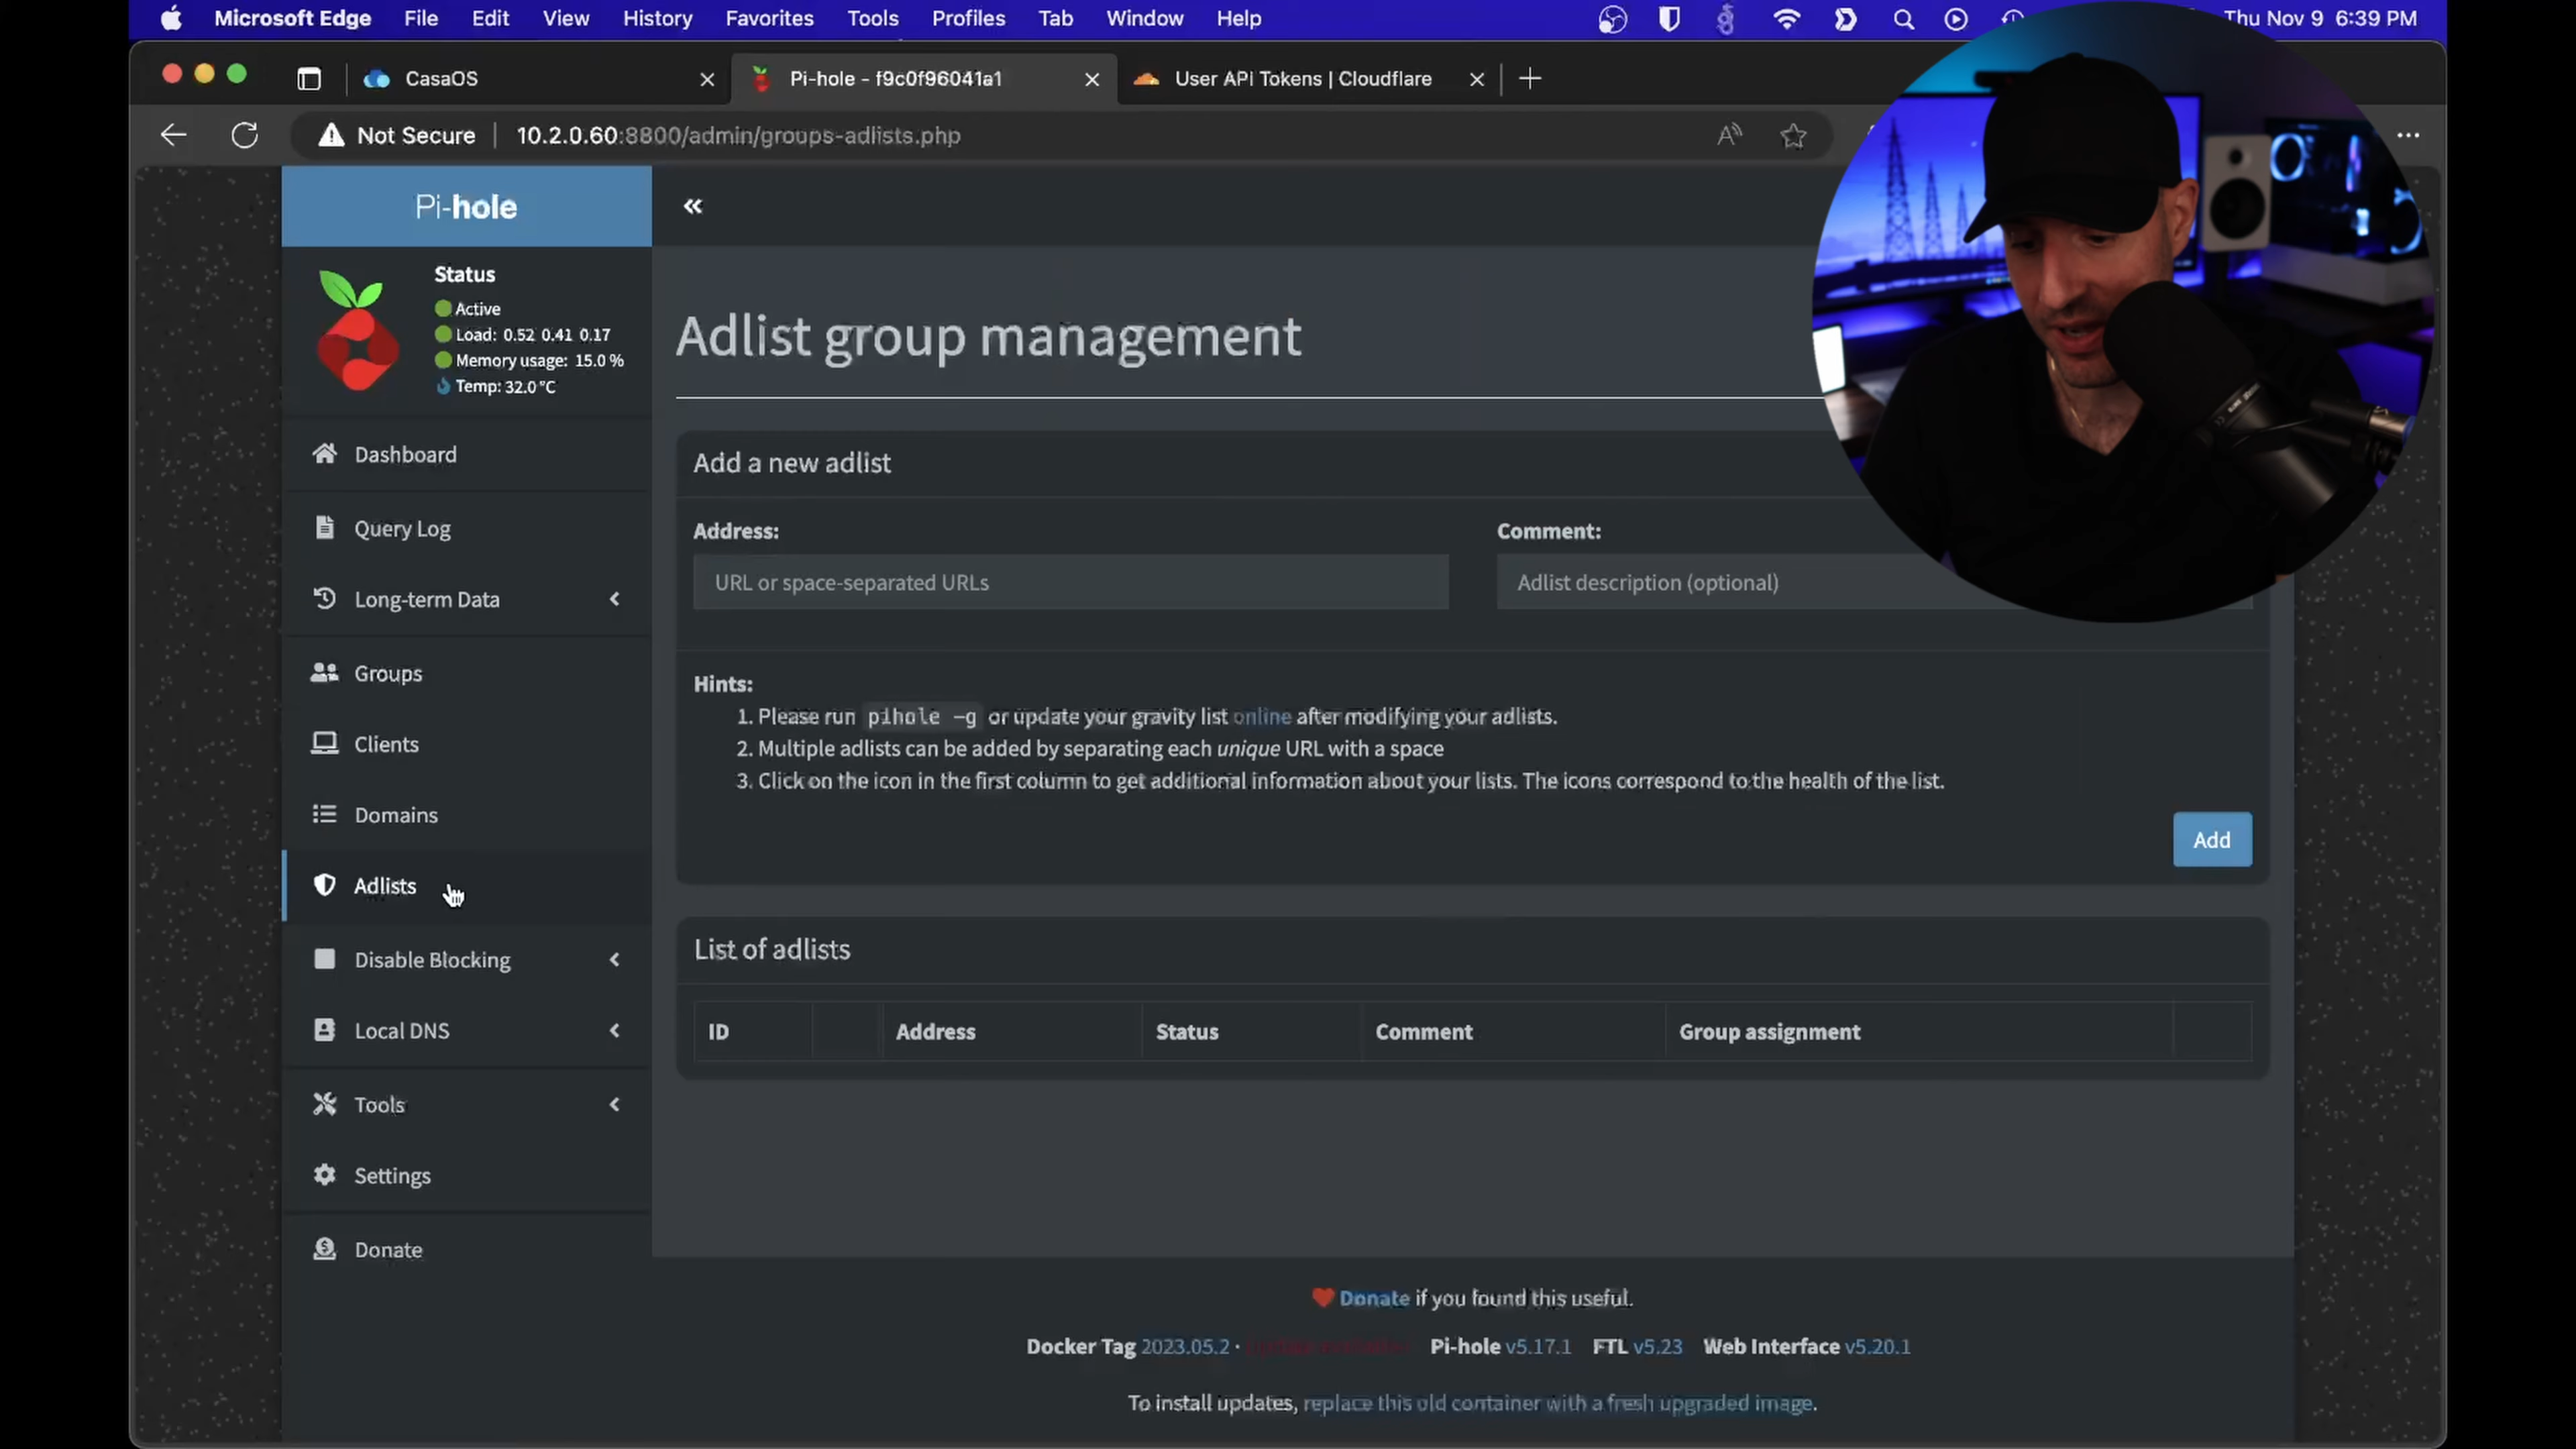 Microsoft Edge File Edit View History Favorites Tools Profiles Tab Window Help Thu Nov 9 6:39 PM
CasaOS Pi-hole - f9c0f96041a1 User API Tokens | Cloudflare
Not Secure 10.2.0.60:8800/admin/groups-adlists.php
Pi-hole
Status
Active
Load: 0.52 0.41 0.17
Memory usage: 15.0 %
Temp: 32.0 °C
Dashboard
Query Log
Long-term Data
Groups
Clients
Domains
Adlists
Disable Blocking
Local DNS
Tools
Settings
Donate
Adlist group management
Add a new adlist
Address: Comment:
URL or space-separated URLs Adlist description (optional)
Hints:
1. Please run pihole -g or update your gravity list online after modifying your adlists.
2. Multiple adlists can be added by separating each unique URL with a space
3. Click on the icon in the first column to get additional information about your lists. The icons correspond to the health of the list.
Add
List of adlists
ID Address Status Comment Group assignment
Donate if you found this useful.
Docker Tag 2023.05.2 · Pi-hole v5.17.1 FTL v5.23 Web Interface v5.20.1
To install updates, replace this old container with a fresh upgraded image.